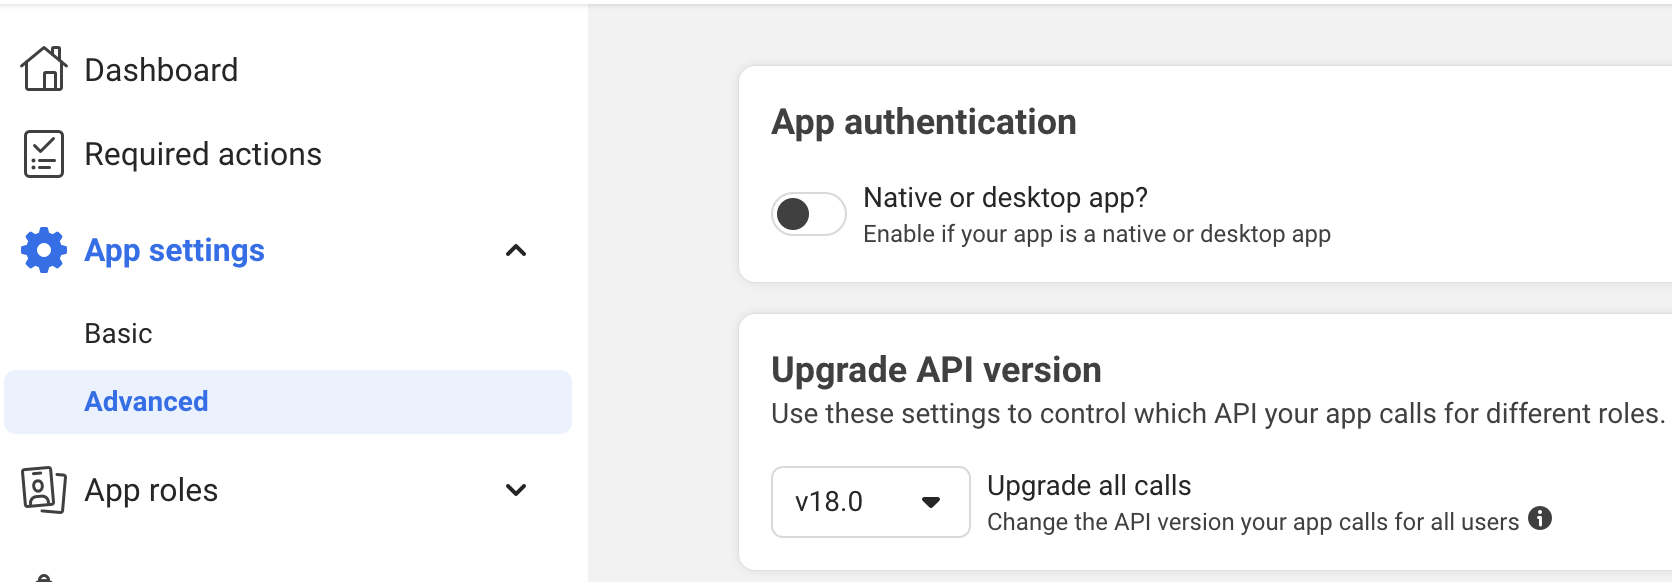 Dashboard
Required actions
App settings
Basic
Advanced
App roles
App authentication
Native or desktop app?
Enable if your app is a native or desktop app
Upgrade API version
Use these settings to control which API your app calls for different roles.
v18.0
Upgrade all calls
Change the API version your app calls for all users